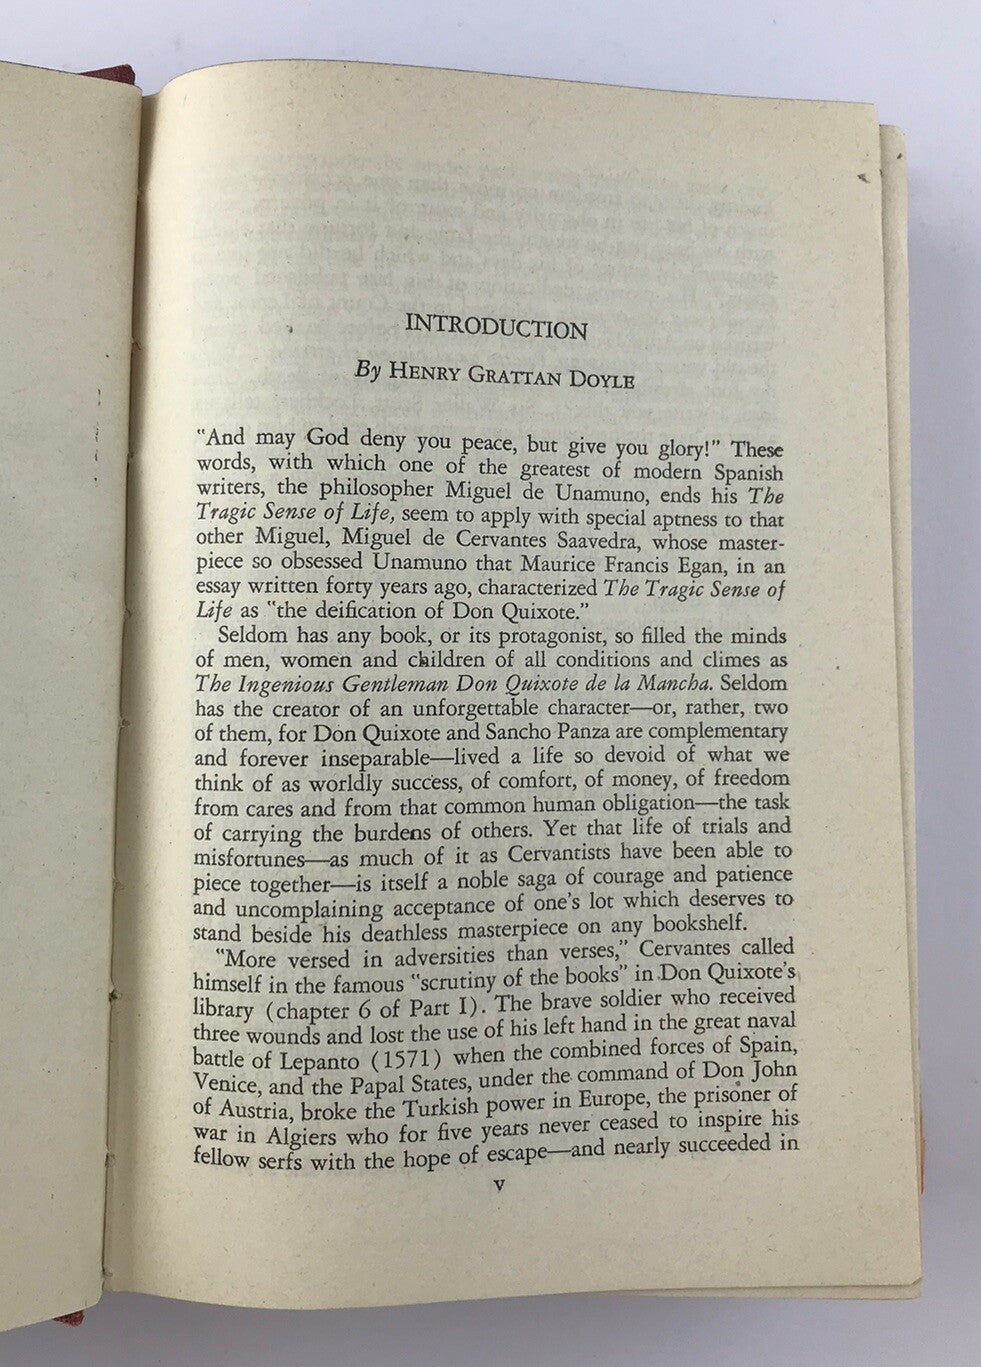 INTRODUCTION
By HENRY GRATTAN DOYLE
"And may God deny you peace, but give you glory!" These
words, with which one of the greatest of modern Spanish
writers, the philosopher Miguel de Unamuno, ends his The
Tragic Sense of Life, seem to apply with special aptness to that
other Miguel, Miguel de Cervantes Saavedra, whose master-
piece so obsessed Unamuno that Maurice Francis Egan, in an
essay written forty years ago, characterized The Tragic Sense of
Life as "the deification of Don Quixote."
Seldom has any book, or its protagonist, so filled the minds
of men, women and children of all conditions and climes as
The Ingenious Gentleman Don Quixote de la Mancha. Seldom
has the creator of an unforgettable character—or, rather, two
of them, for Don Quixote and Sancho Panza are complementary
and forever inseparable—lived a life so devoid of what we
think of as worldly success, of comfort, of money, of freedom
from cares and from that common human obligation—the task
of carrying the burdens of others. Yet that life of trials and
misfortunes—as much of it as Cervantists have been able to
piece together—is itself a noble saga of courage and patience
and uncomplaining acceptance of one's lot which deserves to
stand beside his deathless masterpiece on any bookshelf.
"More versed in adversities than verses," Cervantes called
himself in the famous "scrutiny of the books" in Don Quixote's
library (chapter 6 of Part I). The brave soldier who received
three wounds and lost the use of his left hand in the great naval
battle of Lepanto (1571) when the combined forces of Spain,
Venice, and the Papal States, under the command of Don John
of Austria, broke the Turkish power in Europe, the prisoner of
war in Algiers who for five years never ceased to inspire his
fellow serfs with the hope of escape—and nearly succeeded in
v